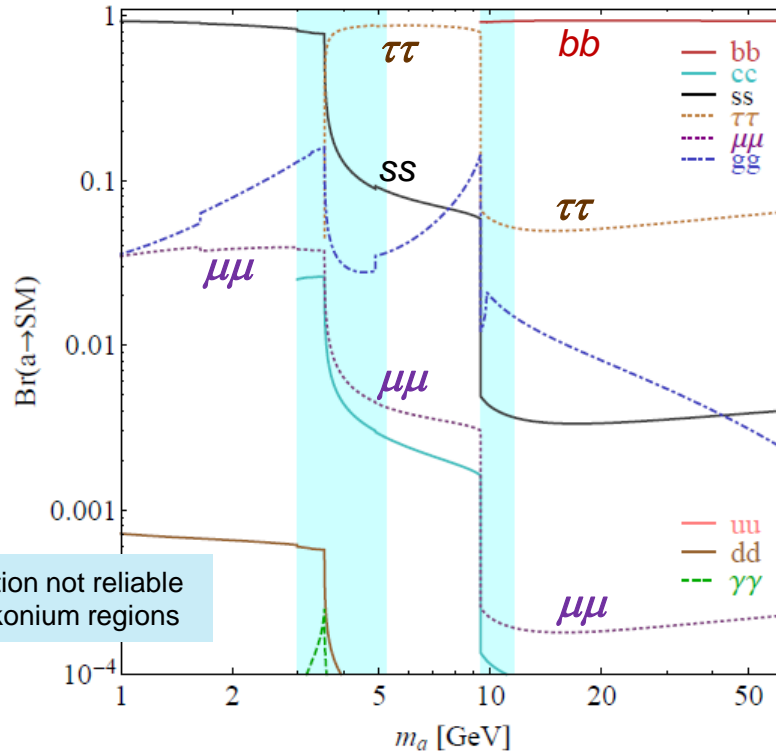 1
ττ
bb
bb
cc
ss
ττ
μμ
gg
0.1
ss
ττ
μμ
Br(a→SM)
0.01
μμ
0.001
uu
dd
γγ
tion not reliable
konium regions
μμ
10⁻⁴
1 2 5 10 20 50
mₐ [GeV]